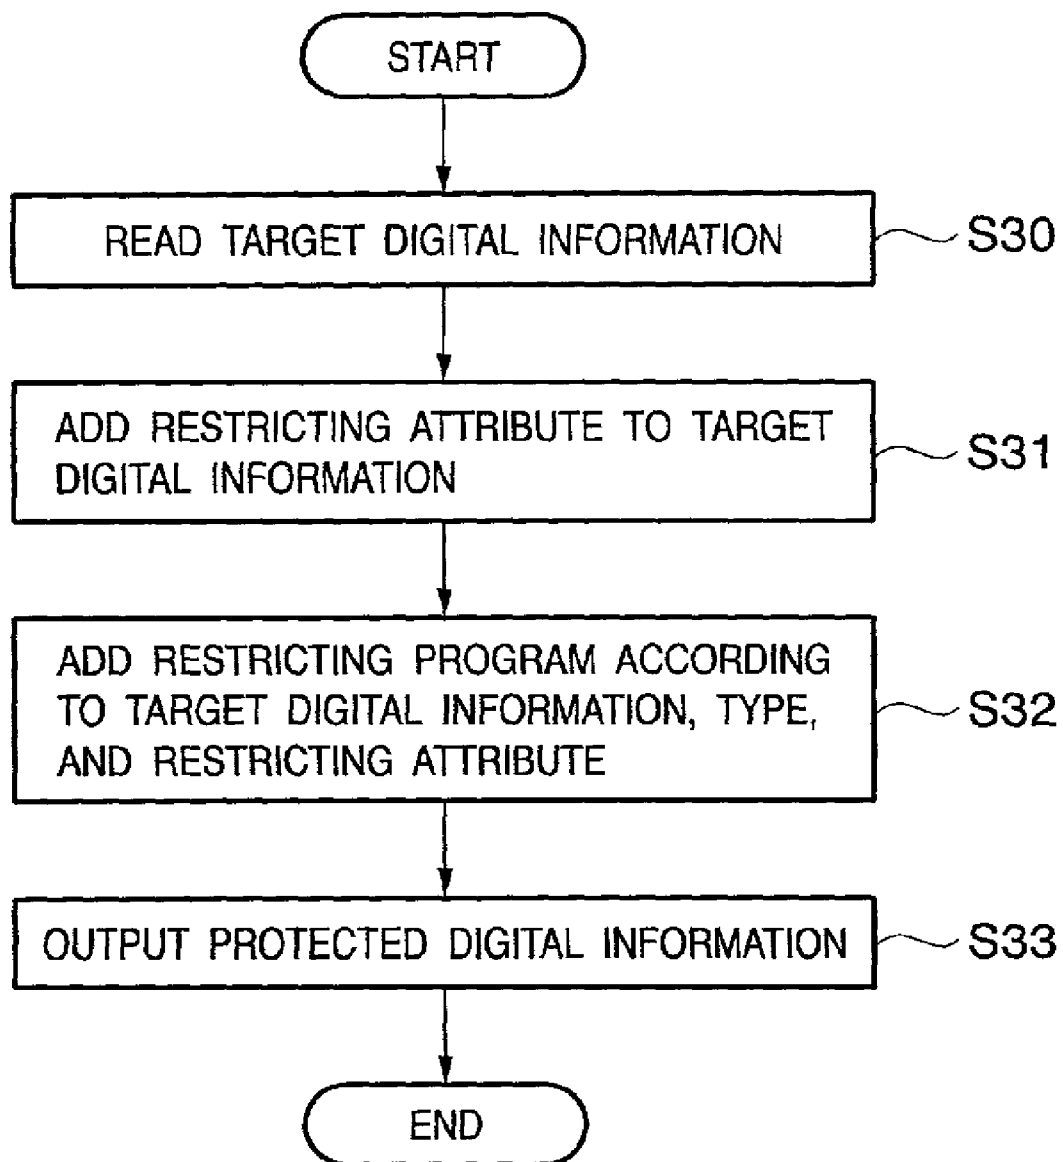 START
READ TARGET DIGITAL INFORMATION
S30
ADD RESTRICTING ATTRIBUTE TO TARGET
DIGITAL INFORMATION
S31
ADD RESTRICTING PROGRAM ACCORDING
TO TARGET DIGITAL INFORMATION, TYPE,
AND RESTRICTING ATTRIBUTE
S32
OUTPUT PROTECTED DIGITAL INFORMATION
S33
END